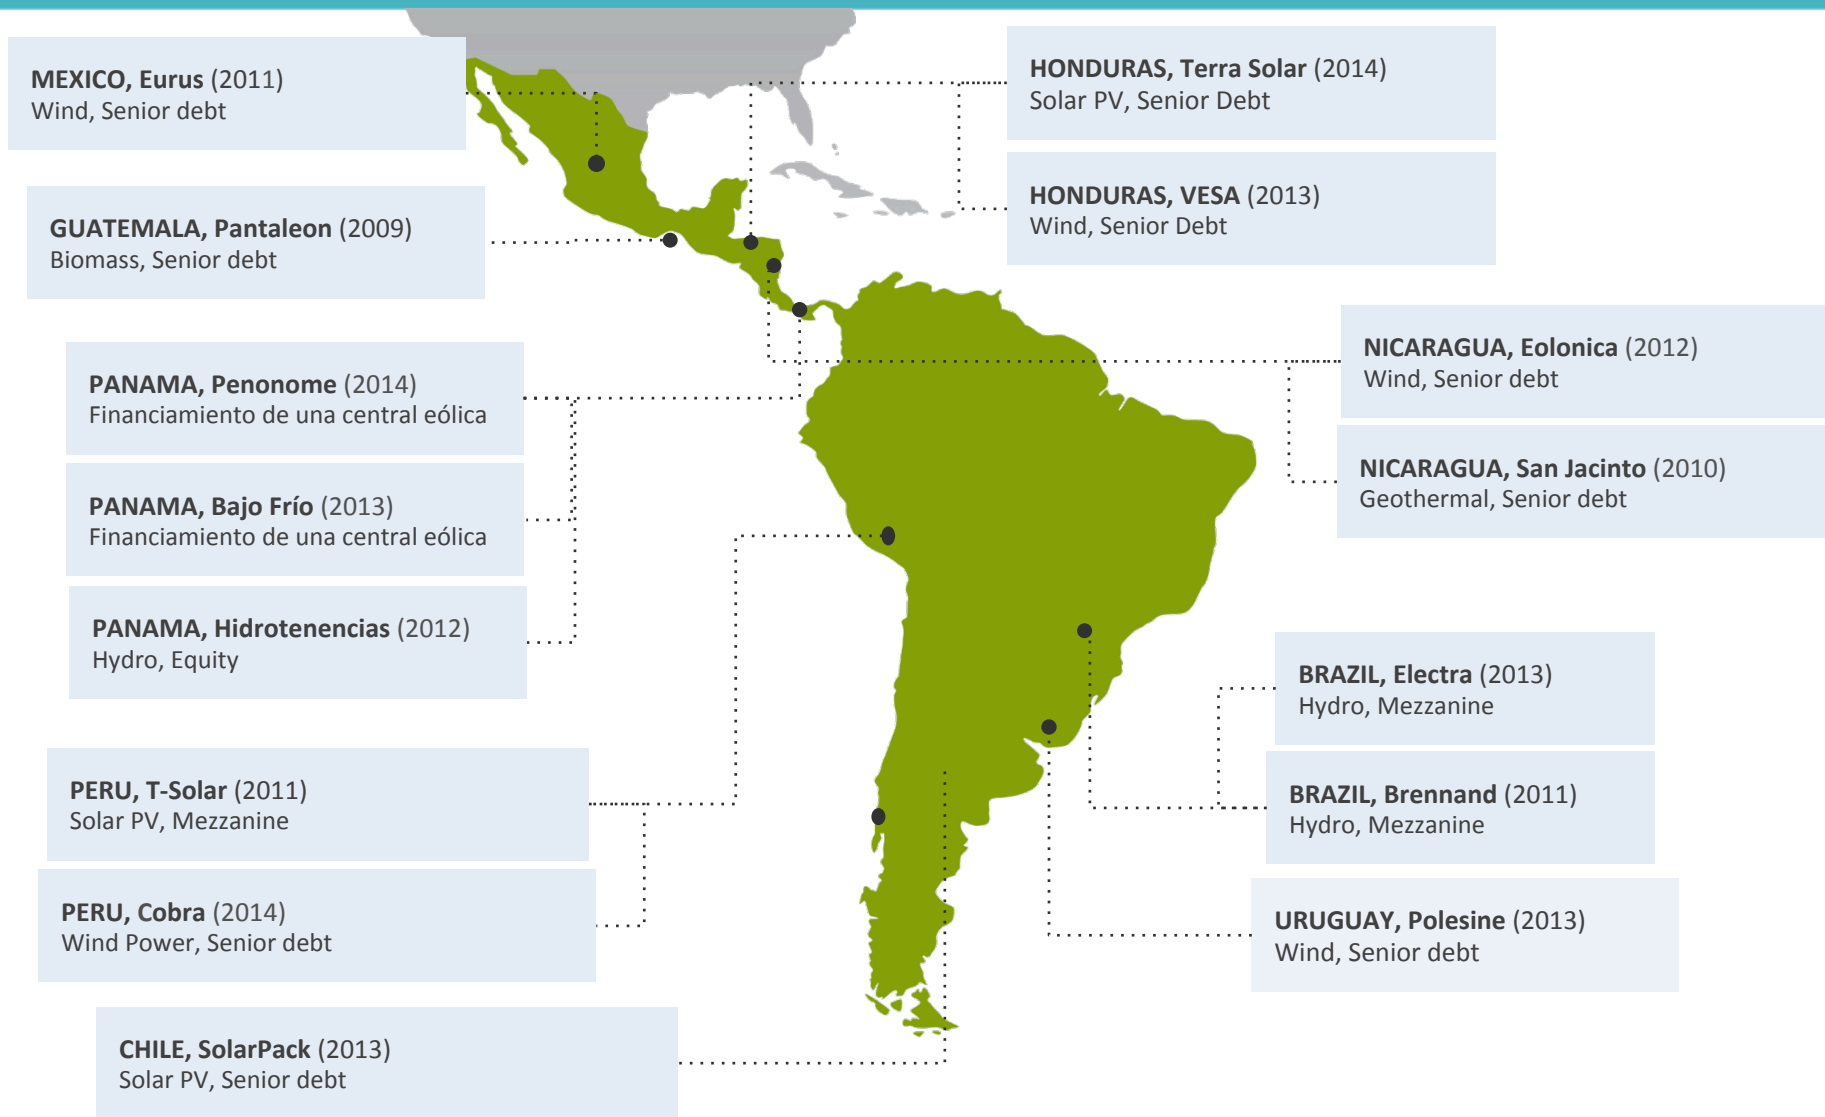 MEXICO, Eurus (2011)
Wind, Senior debt
GUATEMALA, Pantaleon (2009)
Biomass, Senior debt
PANAMA, Penonome (2014)
Financiamiento de una central eólica
PANAMA, Bajo Frío (2013)
Financiamiento de una central eólica
PANAMA, Hidrotenencias (2012)
Hydro, Equity
PERU, T-Solar (2011)
Solar PV, Mezzanine
PERU, Cobra (2014)
Wind Power, Senior debt
CHILE, SolarPack (2013)
Solar PV, Senior debt
HONDURAS, Terra Solar (2014)
Solar PV, Senior Debt
HONDURAS, VESA (2013)
Wind, Senior Debt
NICARAGUA, Eolonica (2012)
Wind, Senior debt
NICARAGUA, San Jacinto (2010)
Geothermal, Senior debt
BRAZIL, Electra (2013)
Hydro, Mezzanine
BRAZIL, Brennand (2011)
Hydro, Mezzanine
URUGUAY, Polesine (2013)
Wind, Senior debt